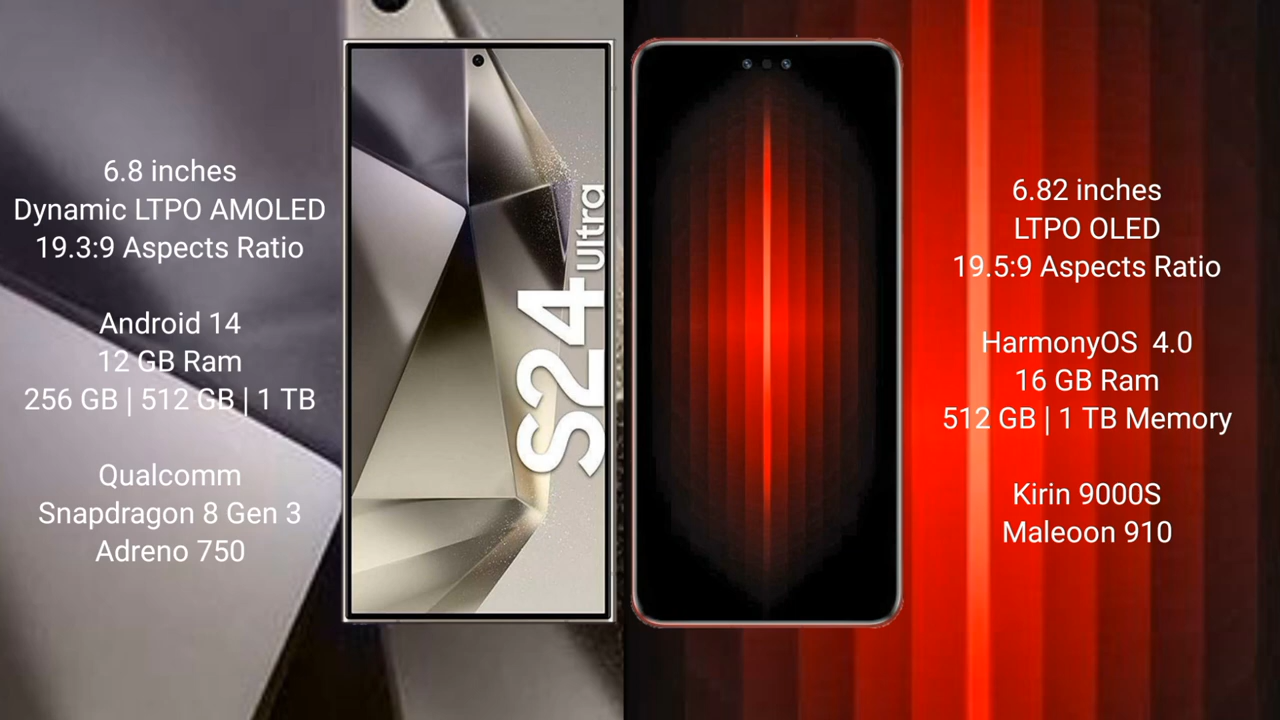 6.8 inches
Dynamic LTPO AMOLED
19.3:9 Aspects Ratio
Android 14
12 GB Ram
256 GB | 512 GB | 1 TB
Qualcomm
Snapdragon 8 Gen 3
Adreno 750
S24 ultra
6.82 inches
LTPO OLED
19.5:9 Aspects Ratio
HarmonyOS 4.0
16 GB Ram
512 GB | 1 TB Memory
Kirin 9000S
Maleoon 910